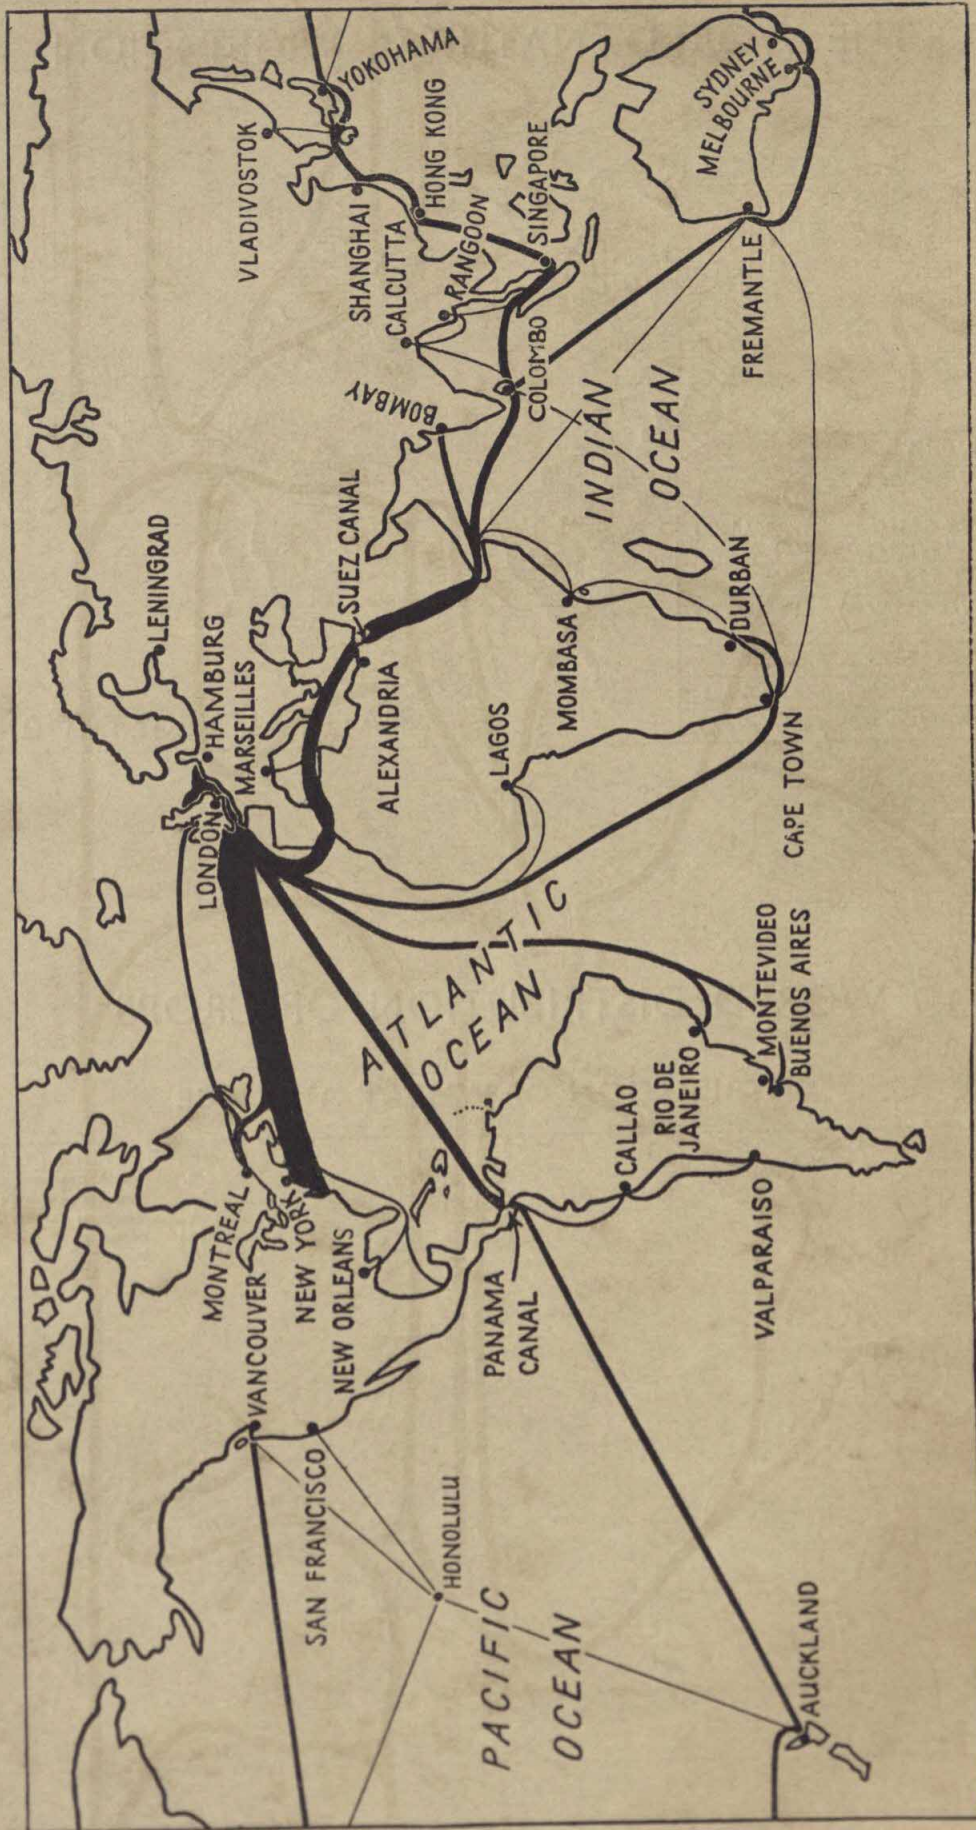 VANCOUVER
MONTREAL
NEW YORK
NEW ORLEANS
SAN FRANCISCO
HONOLULU
PACIFIC
OCEAN
AUCKLAND
PANAMA
CANAL
CALLAO
VALPARAISO
RIO DE
JANEIRO
MONTEVIDEO
BUENOS AIRES
ATLANTIC
OCEAN
LONDON
HAMBURG
LENINGRAD
MARSEILLES
ALEXANDRIA
SUEZ CANAL
LAGOS
MOMBASA
CAPE TOWN
DURBAN
INDIAN
OCEAN
BOMBAY
COLOMBO
CALCUTTA
RANGOON
SINGAPORE
HONG KONG
SHANGHAI
VLADIVOSTOK
YOKOHAMA
FREMANTLE
MELBOURNE
SYDNEY